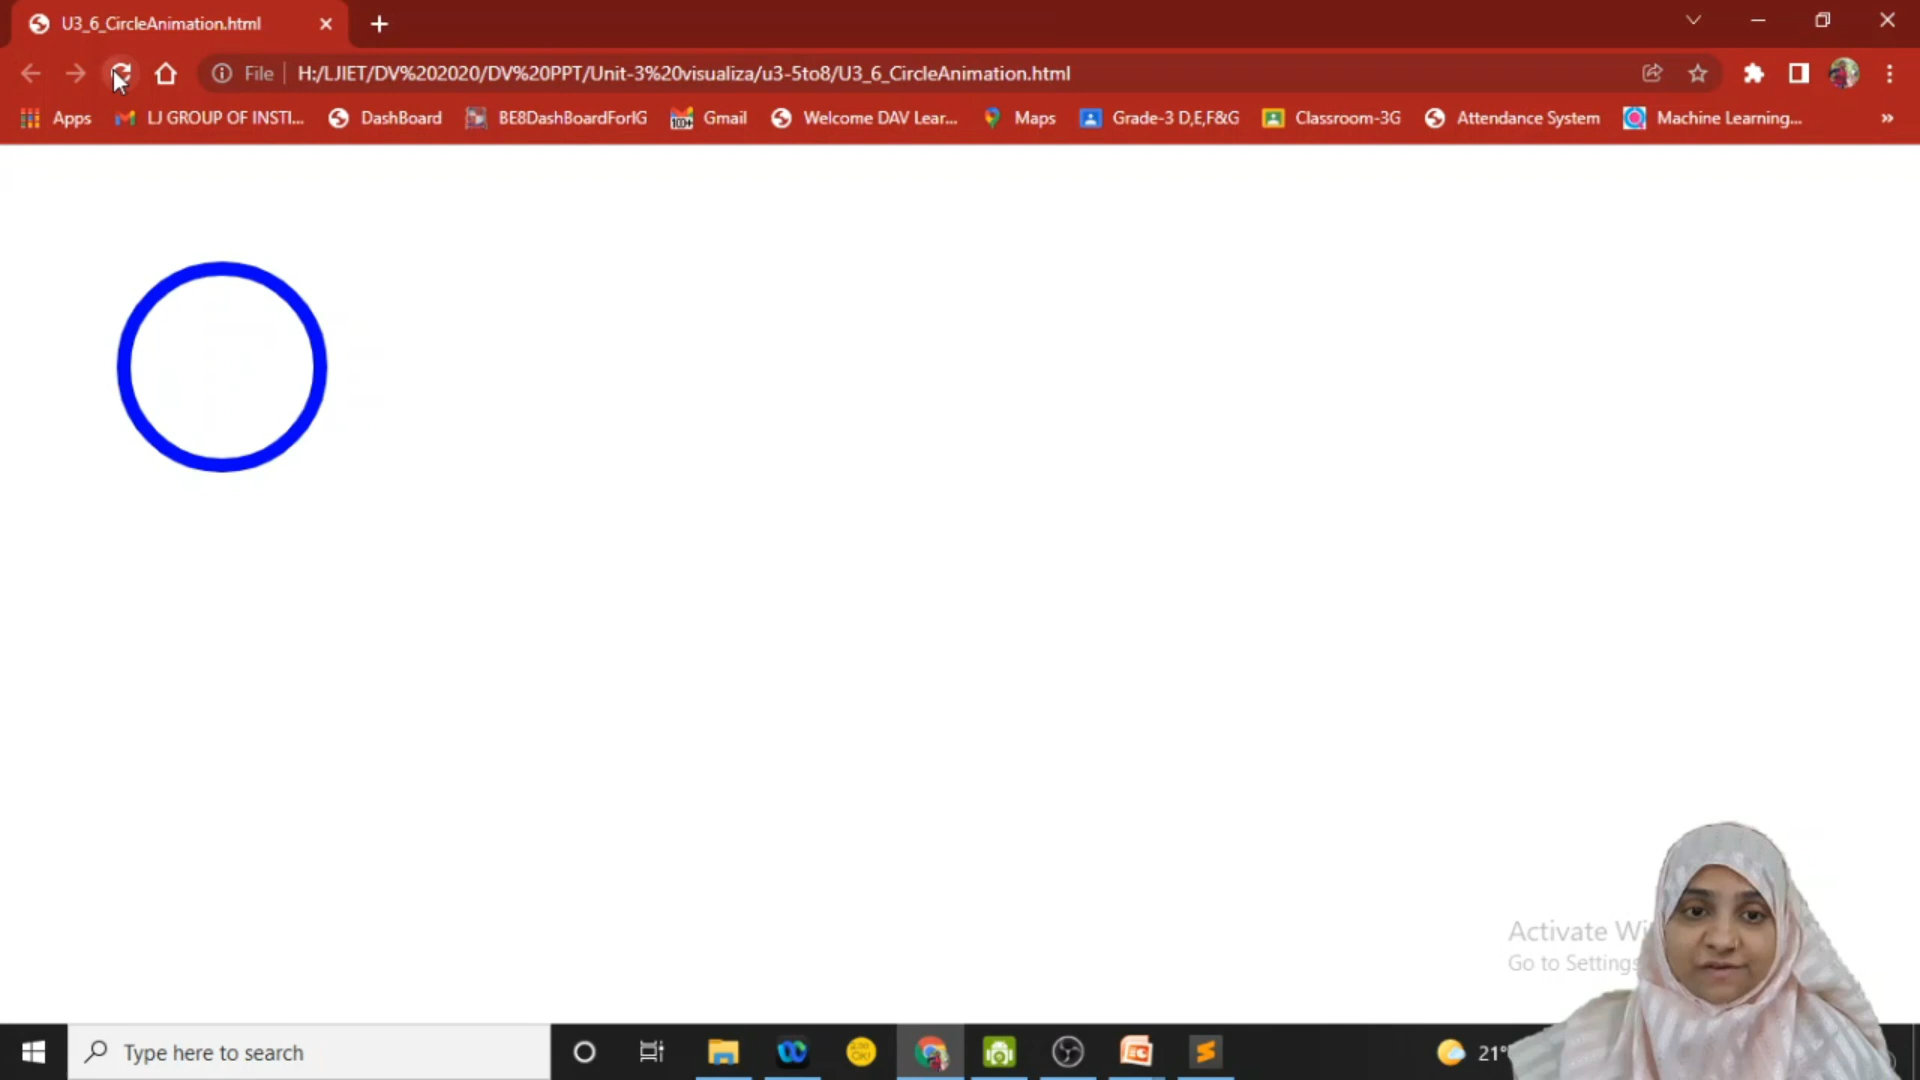 U3_6_CircleAnimation.html
File H:/LJIET/DV%202020/DV%20PPT/Unit-3%20visualiza/u3-5to8/U3_6_CircleAnimation.html
Apps LJ GROUP OF INSTI... DashBoard BE8DashBoardForIG 100+ Gmail Welcome DAV Lear... Maps Grade-3 D,E,F&G Classroom-3G Attendance System Machine Learning... »
Activate Wi
Go to Settings
Type here to search
21°